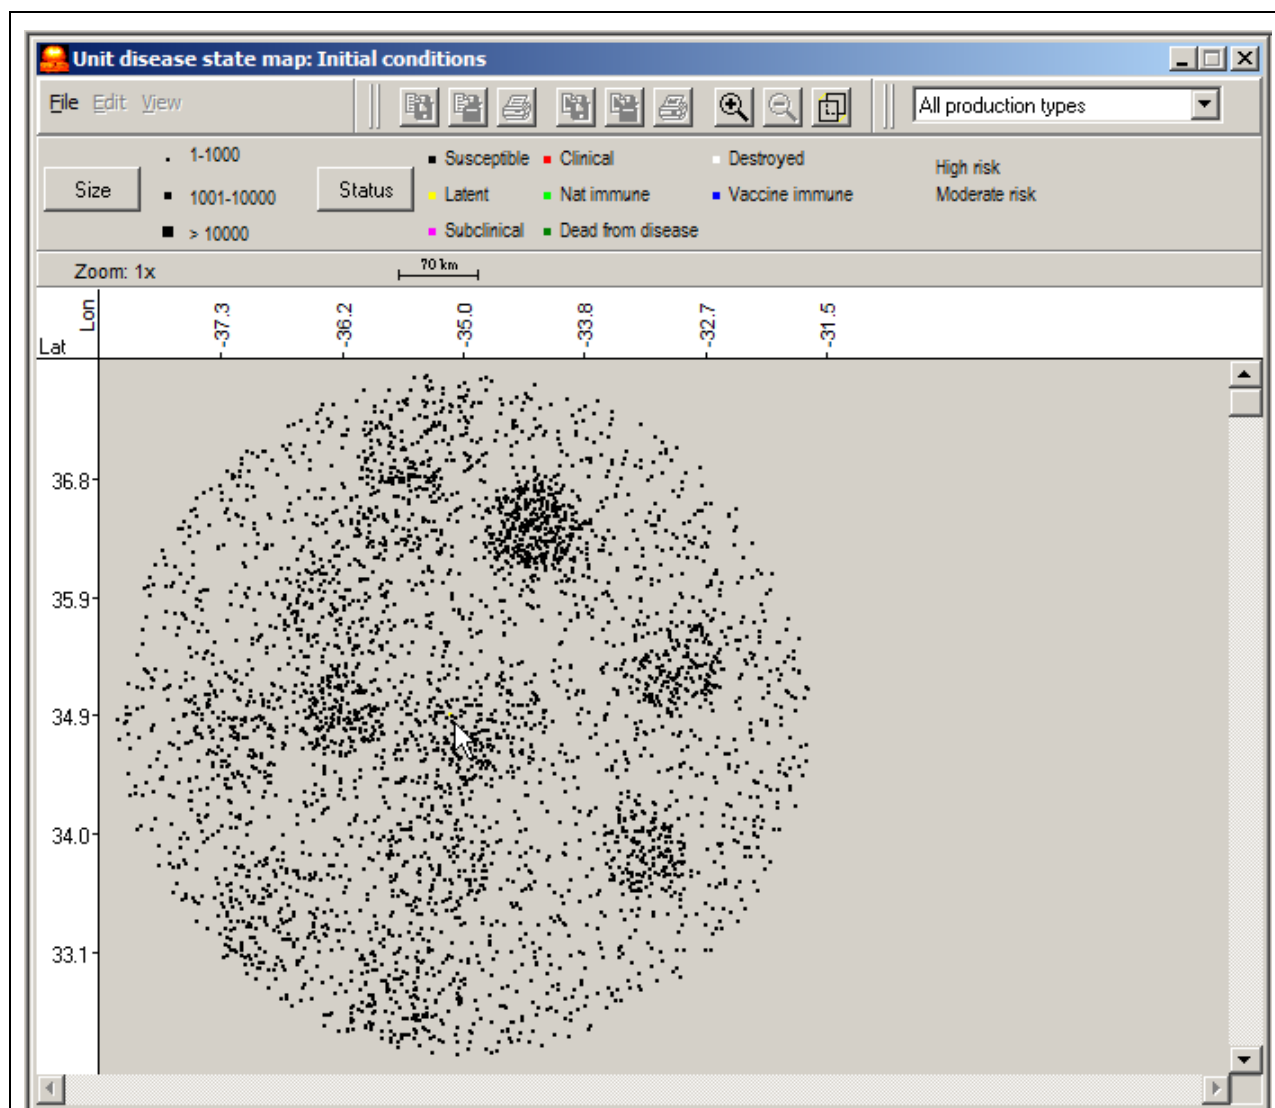 Unit disease state map: Initial conditions
File Edit View
All production types
Size
1-1000
1001-10000
> 10000
Status
Susceptible Clinical Destroyed
Latent Nat immune Vaccine immune
Subclinical Dead from disease
High risk
Moderate risk
Zoom: 1x
70 km
Lon
Lat
-37.3 -36.2 -35.0 -33.8 -32.7 -31.5
36.8
35.9
34.9
34.0
33.1